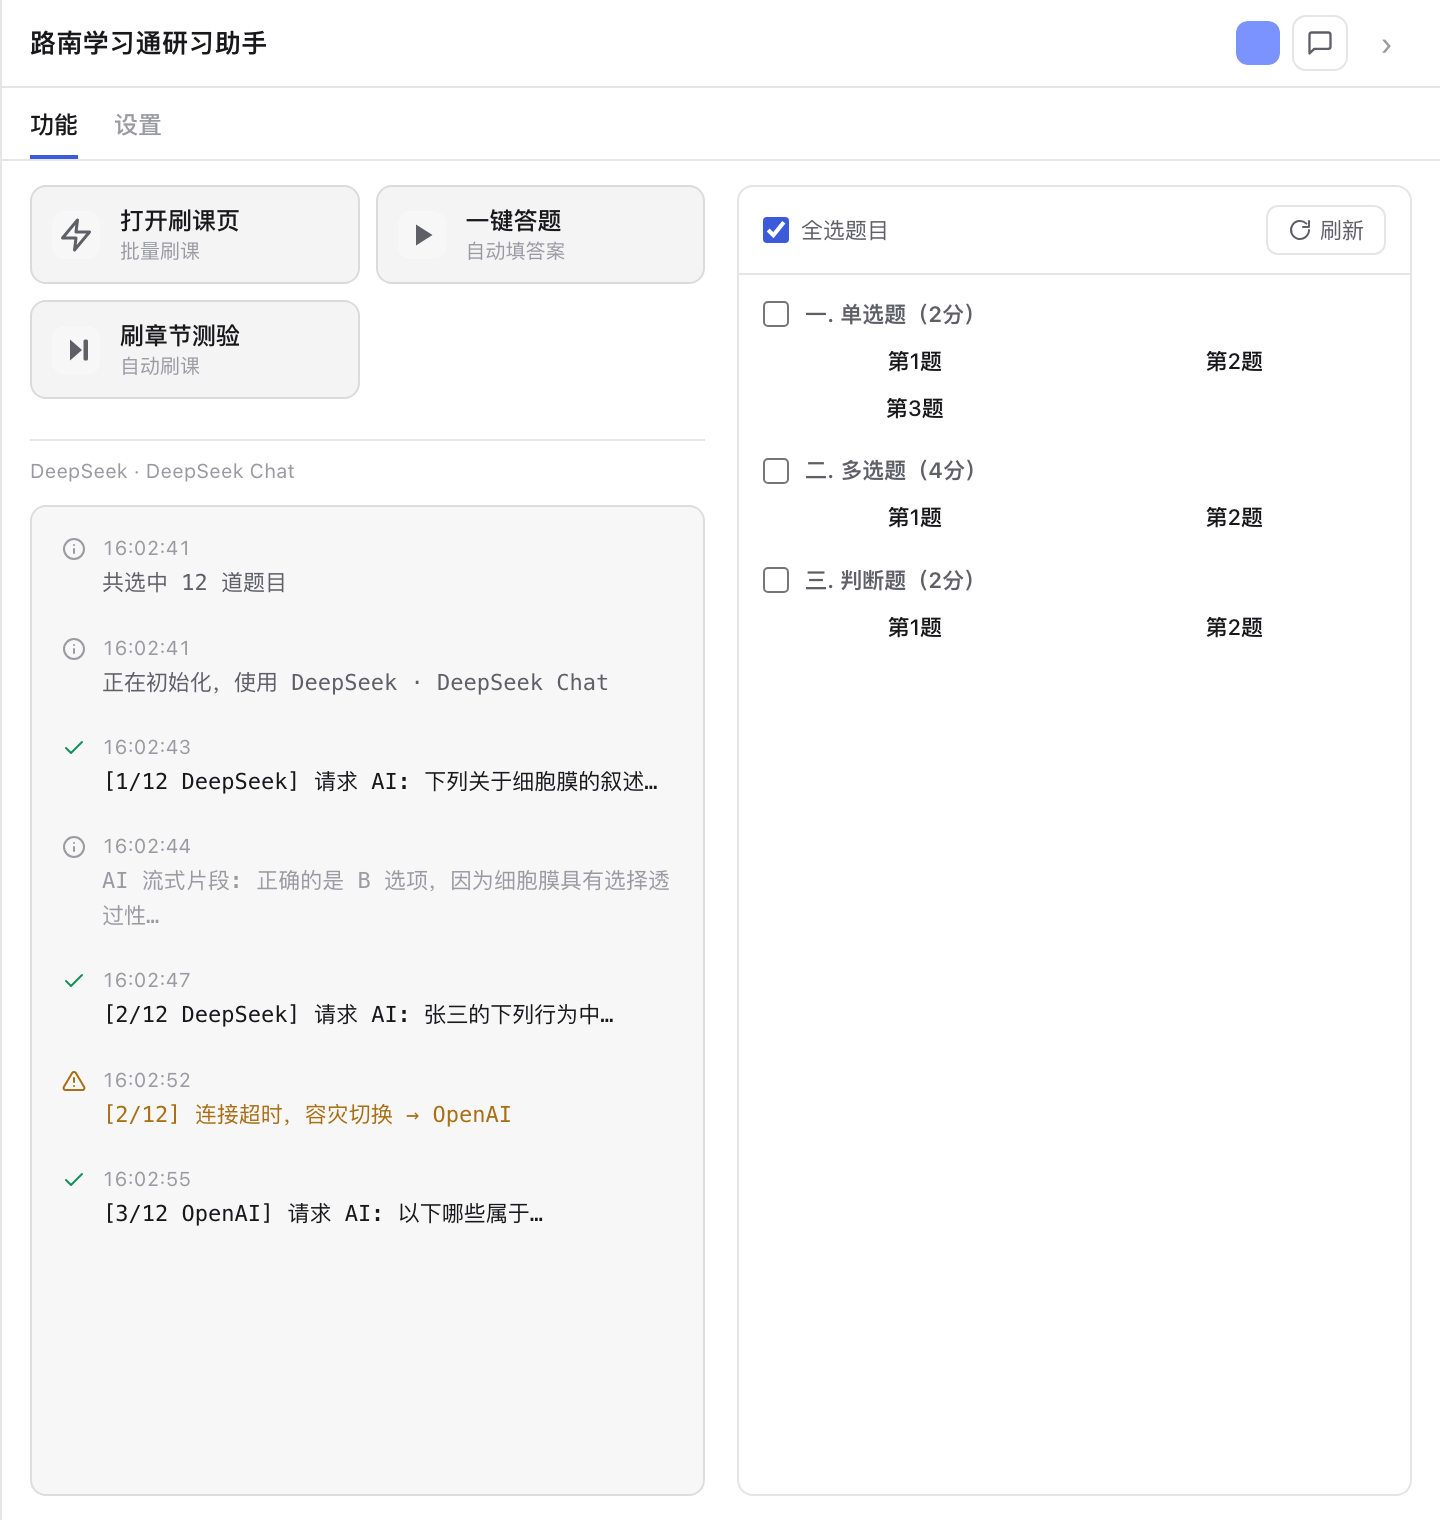 路南学习通研习助手
功能
设置
打开刷课页
批量刷课
一键答题
自动填答案
刷章节测验
自动刷课
DeepSeek · DeepSeek Chat
16:02:41
共选中 12 道题目
16:02:41
正在初始化，使用 DeepSeek · DeepSeek Chat
16:02:43
[1/12 DeepSeek] 请求 AI: 下列关于细胞膜的叙述…
16:02:44
AI 流式片段: 正确的是 B 选项，因为细胞膜具有选择透
过性…
16:02:47
[2/12 DeepSeek] 请求 AI: 张三的下列行为中…
16:02:52
[2/12] 连接超时，容灾切换 → OpenAI
16:02:55
[3/12 OpenAI] 请求 AI: 以下哪些属于…
全选题目
刷新
一. 单选题（2分）
第1题
第2题
第3题
二. 多选题（4分）
第1题
第2题
三. 判断题（2分）
第1题
第2题